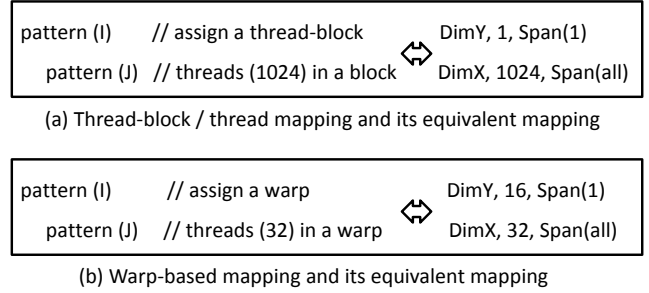 pattern (I) // assign a thread-block DimY, 1, Span(1)
pattern (J) // threads (1024) in a block DimX, 1024, Span(all)
(a) Thread-block / thread mapping and its equivalent mapping
pattern (I) // assign a warp DimY, 16, Span(1)
pattern (J) // threads (32) in a warp DimX, 32, Span(all)
(b) Warp-based mapping and its equivalent mapping